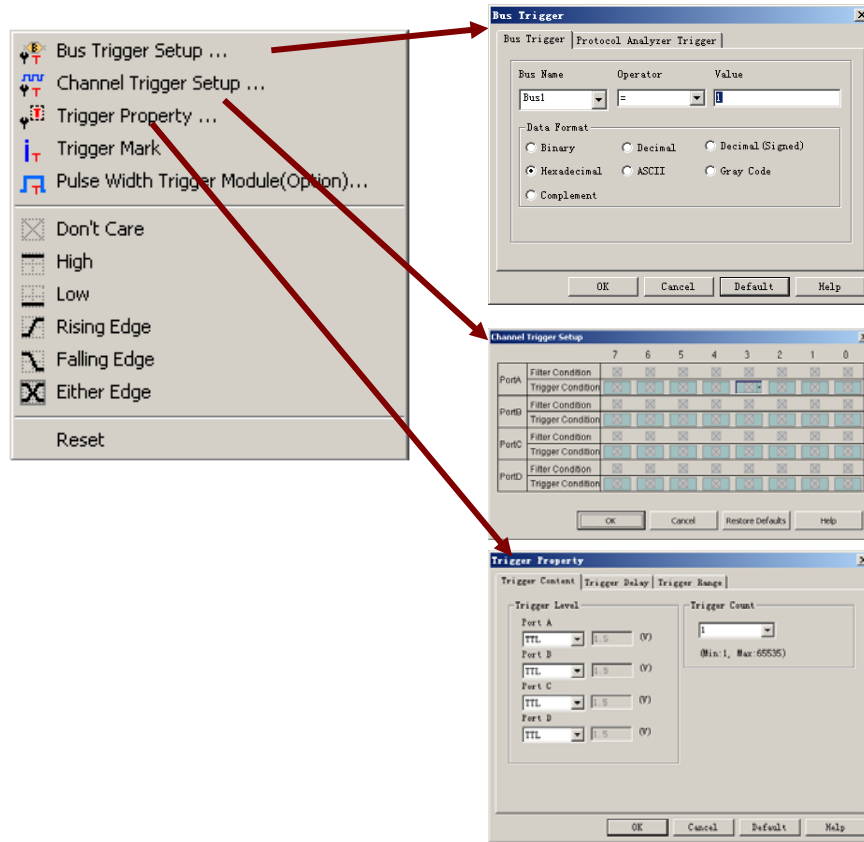 Bus Trigger Setup ...
Channel Trigger Setup ...
Trigger Property ...
Trigger Mark
Pulse Width Trigger Module(Option)...
Don't Care
High
Low
Rising Edge
Falling Edge
Either Edge
Reset
Bus Trigger
Bus Trigger Protocol Analyzer Trigger
Bus Name Operator Value
Bus1 = 1
Data Format
Binary Decimal Decimal(Signed)
Hexadecimal ASCII Gray Code
Complement
OK Cancel Default Help
Channel Trigger Setup
7 6 5 4 3 2 1 0
PortA Filter Condition
Trigger Condition
PortB Filter Condition
Trigger Condition
PortC Filter Condition
Trigger Condition
PortD Filter Condition
Trigger Condition
OK Cancel Restore Defaults Help
Trigger Property
Trigger Content Trigger Delay Trigger Range
Trigger Level Trigger Count
Port A
TTL 1.5 (V) 1
Port B (Min:1, Max:65535)
TTL 1.5 (V)
Port C
TTL 1.5 (V)
Port D
TTL 1.5 (V)
OK Cancel Default Help